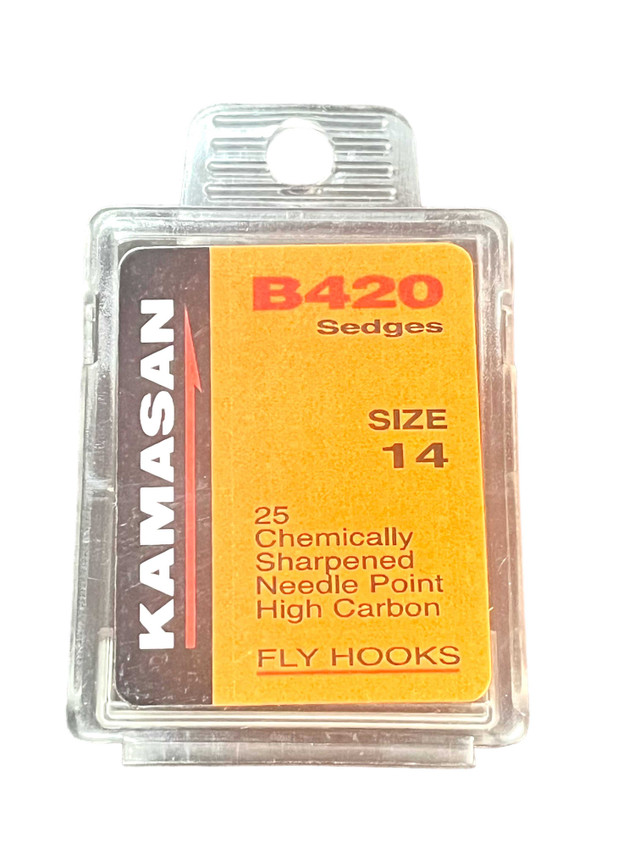 KAMASAN
B420
Sedges
SIZE
14
25
Chemically
Sharpened
Needle Point
High Carbon
FLY HOOKS